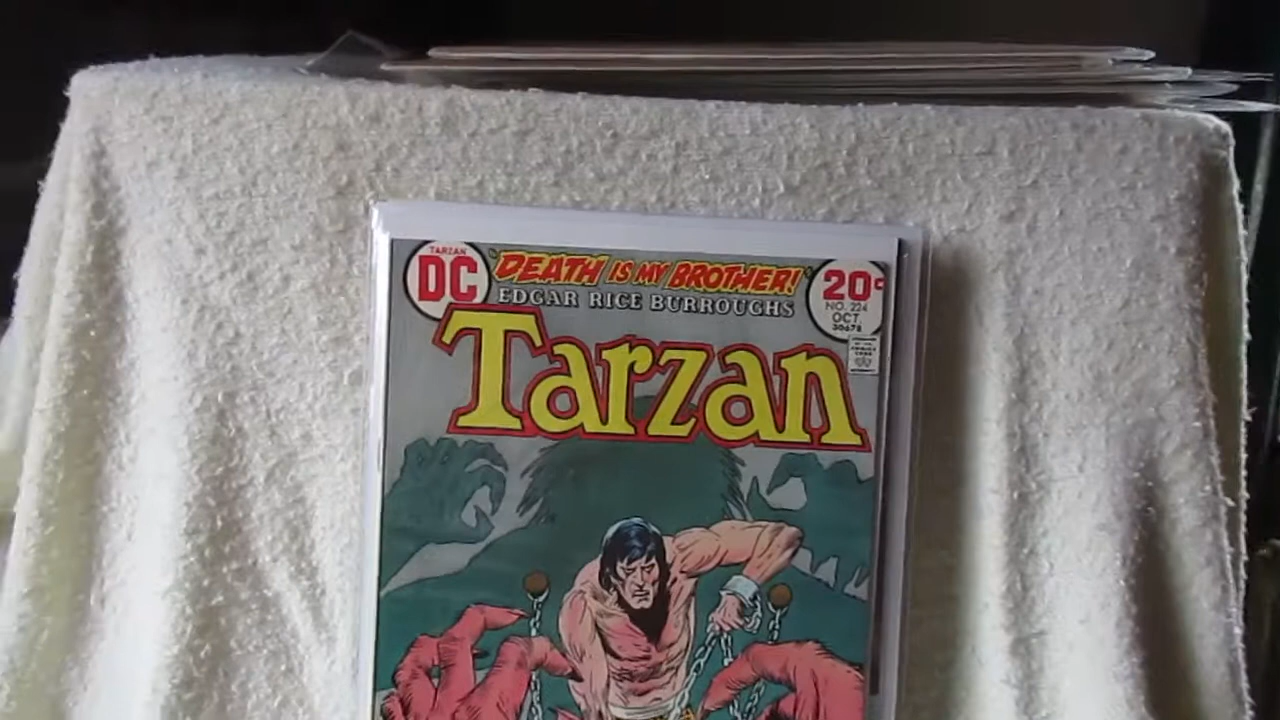 TARZAN
DC
"DEATH IS MY BROTHER!"
20¢
EDGAR RICE BURROUGHS
NO. 224
OCT.
30678
TARZAN